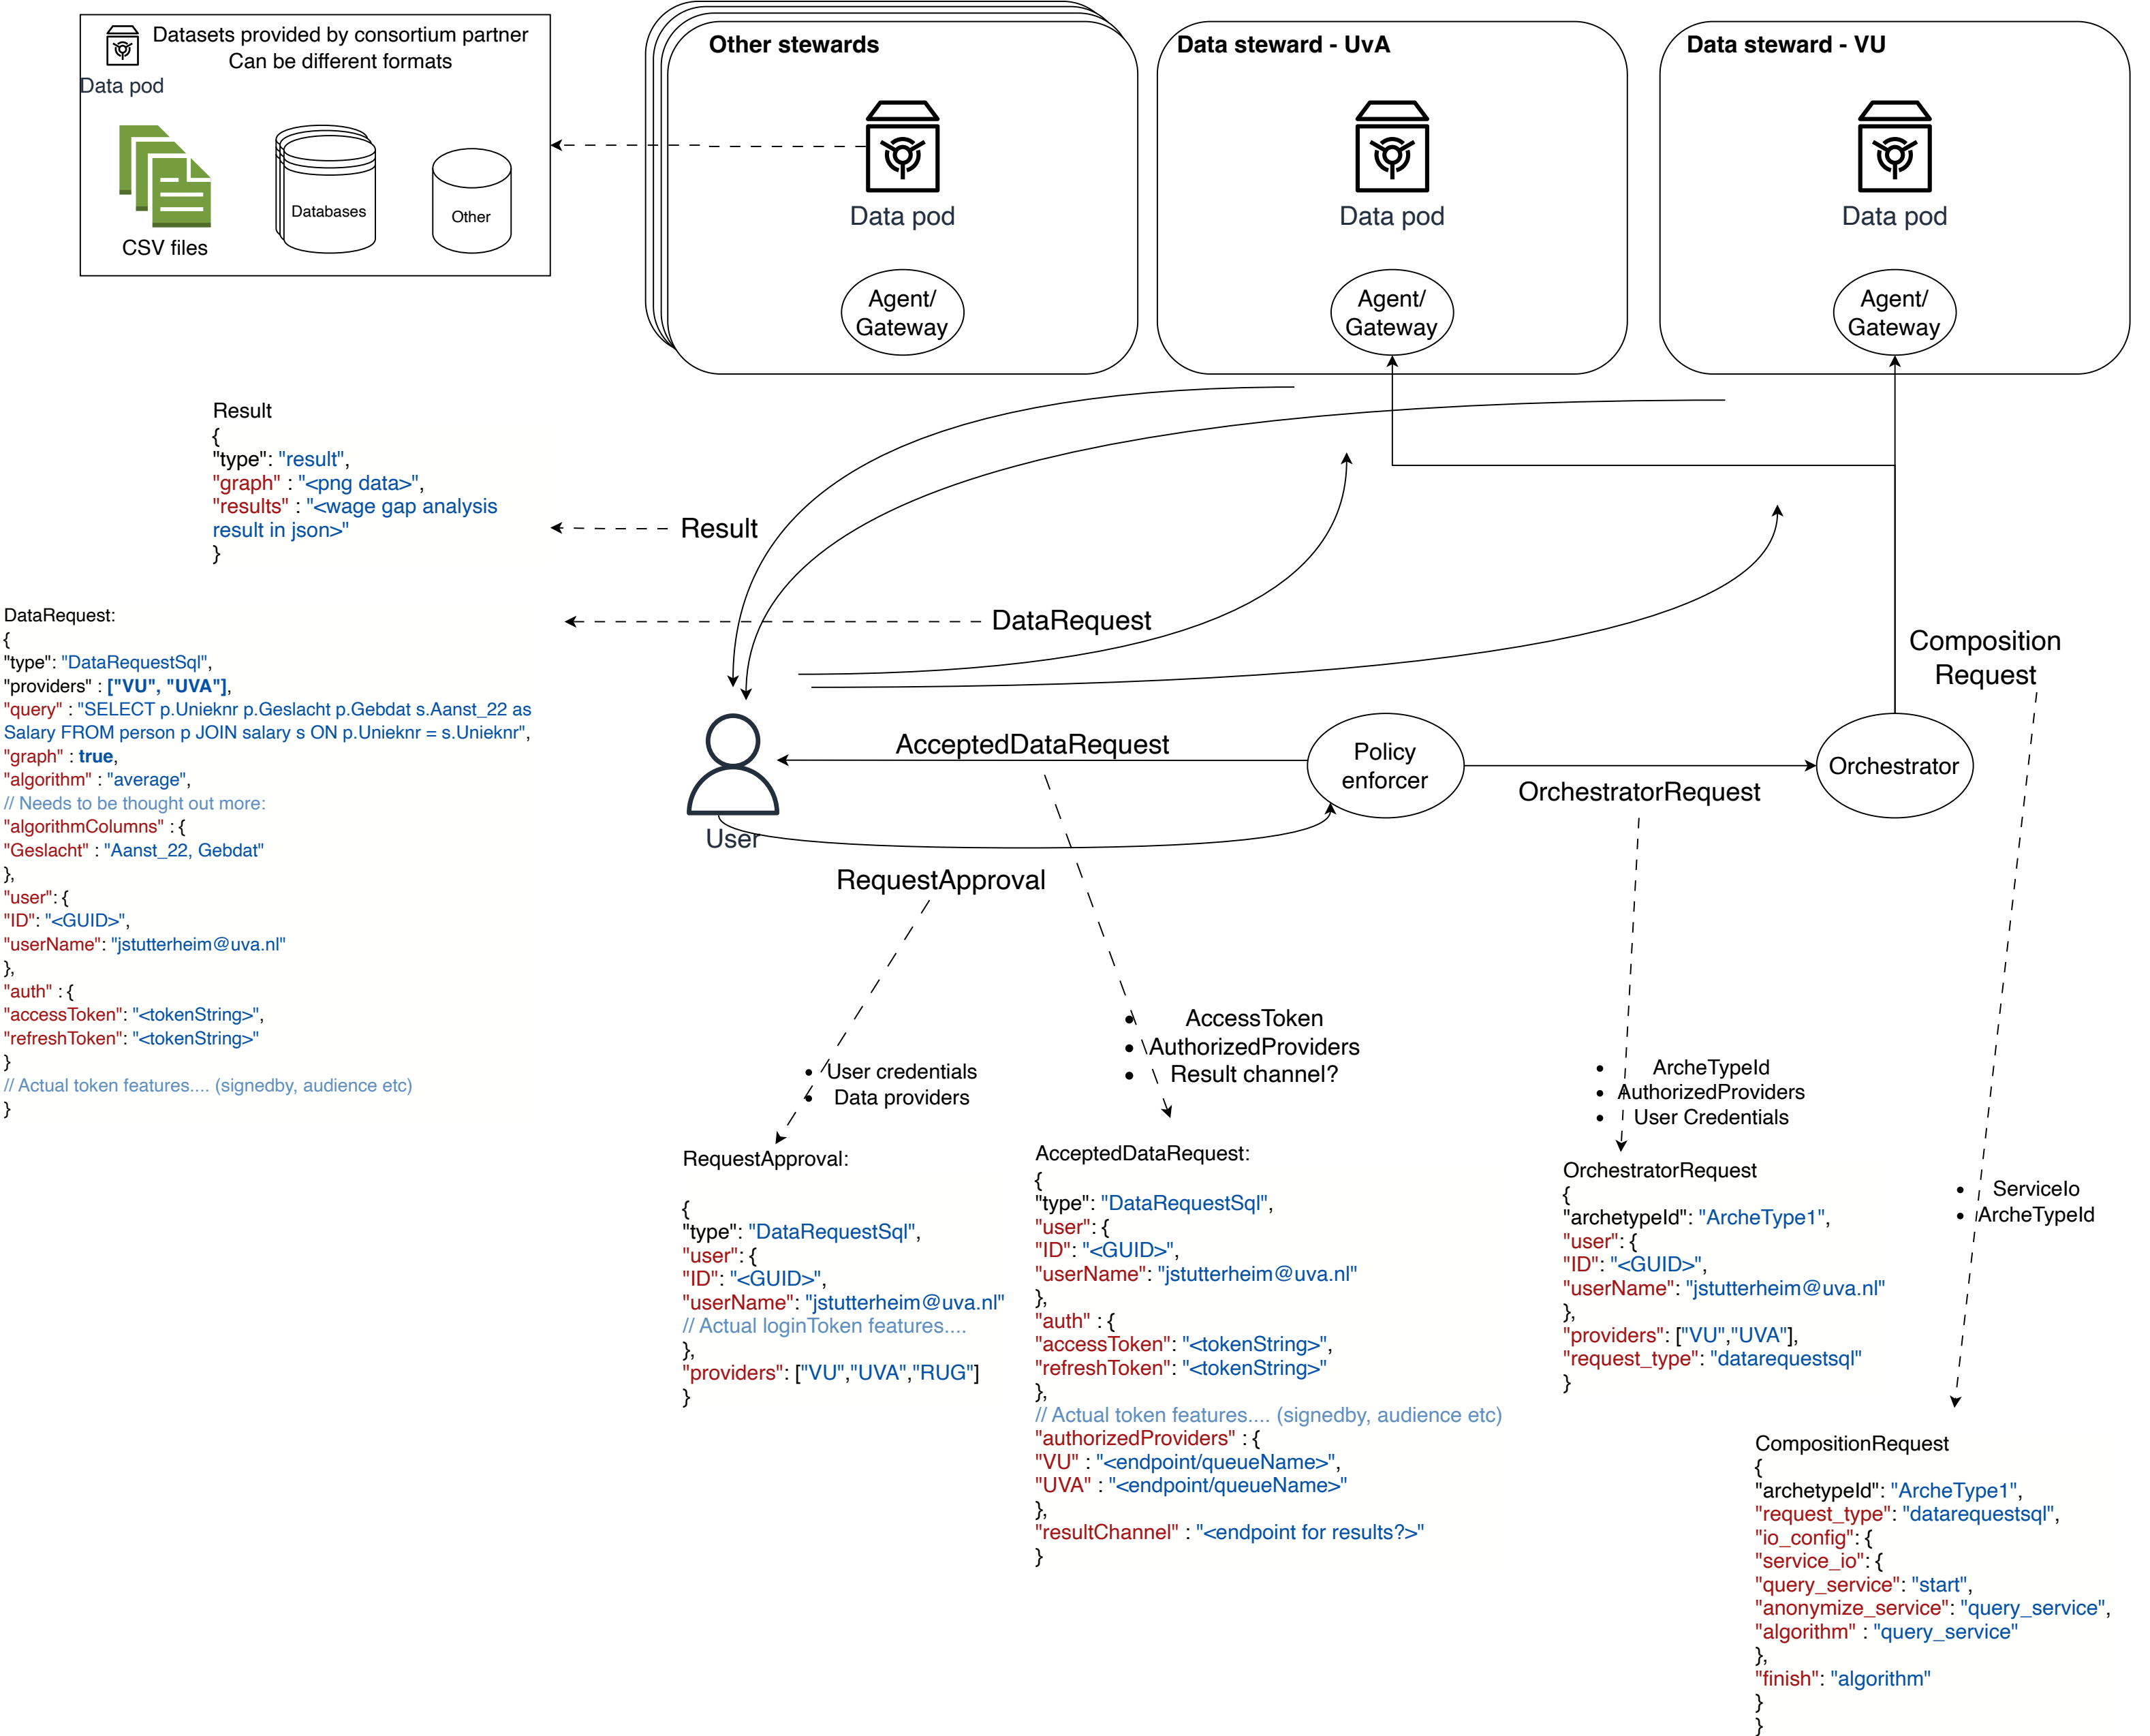 Datasets provided by consortium partner
Can be different formats
Data pod
CSV files
Databases
Other
Other stewards
Data pod
Agent/
Gateway
Data steward - UvA
Data pod
Agent/
Gateway
Data steward - VU
Data pod
Agent/
Gateway
Result
{
"type": "result",
"graph" : "<png data>",
"results" : "<wage gap analysis
result in json>"
}
Result
DataRequest
DataRequest:
{
"type": "DataRequestSql",
"providers" : ["VU", "UVA"],
"query" : "SELECT p.Unieknr p.Geslacht p.Gebdat s.Aanst_22 as
Salary FROM person p JOIN salary s ON p.Unieknr = s.Unieknr",
"graph" : true,
"algorithm" : "average",
// Needs to be thought out more:
"algorithmColumns" : {
"Geslacht" : "Aanst_22, Gebdat"
},
"user": {
"ID": "<GUID>",
"userName": "jstutterheim@uva.nl"
},
"auth" : {
"accessToken": "<tokenString>",
"refreshToken": "<tokenString>"
}
// Actual token features.... (signedby, audience etc)
}
Composition
Request
User
AcceptedDataRequest
Policy
enforcer
OrchestratorRequest
Orchestrator
RequestApproval
• User credentials
• Data providers
RequestApproval:
{
"type": "DataRequestSql",
"user": {
"ID": "<GUID>",
"userName": "jstutterheim@uva.nl"
// Actual loginToken features....
},
"providers": ["VU","UVA","RUG"]
}
• AccessToken
• AuthorizedProviders
• Result channel?
AcceptedDataRequest:
{
"type": "DataRequestSql",
"user": {
"ID": "<GUID>",
"userName": "jstutterheim@uva.nl"
},
"auth" : {
"accessToken": "<tokenString>",
"refreshToken": "<tokenString>"
},
// Actual token features.... (signedby, audience etc)
"authorizedProviders" : {
"VU" : "<endpoint/queueName>",
"UVA" : "<endpoint/queueName>"
},
"resultChannel" : "<endpoint for results?>"
}
• ArcheTypeId
• AuthorizedProviders
• User Credentials
OrchestratorRequest
{
"archetypeId": "ArcheType1",
"user": {
"ID": "<GUID>",
"userName": "jstutterheim@uva.nl"
},
"providers": ["VU","UVA"],
"request_type": "datarequestsql"
}
• ServiceIo
• ArcheTypeId
CompositionRequest
{
"archetypeId": "ArcheType1",
"request_type": "datarequestsql",
"io_config": {
"service_io": {
"query_service": "start",
"anonymize_service": "query_service",
"algorithm" : "query_service"
},
"finish": "algorithm"
}
}